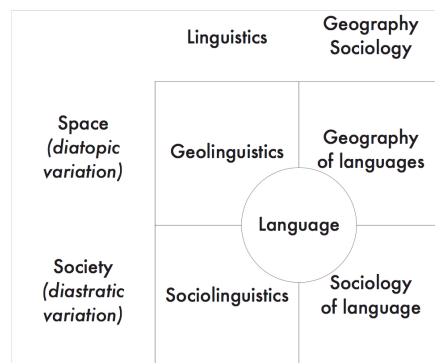 Linguistics
Geography
Sociology
Space
(diatopic
variation)
Geolinguistics
Geography
of languages
Language
Society
(diastratic
variation)
Sociolinguistics
Sociology
of language